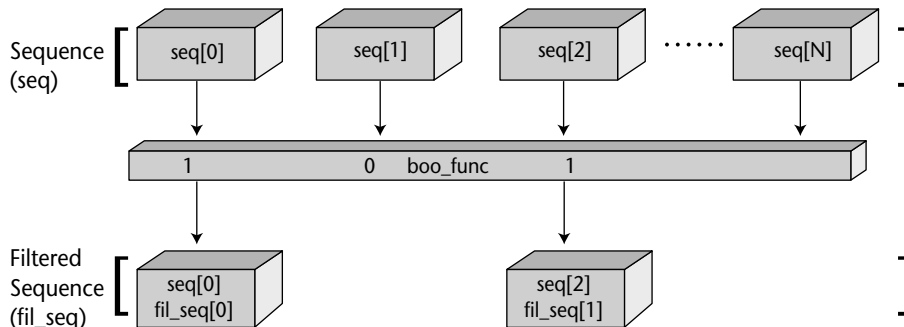 Sequence
(seq)
seq[0]
seq[1]
seq[2]
......
seq[N]
1 0 boo_func 1
Filtered
Sequence
(fil_seq)
seq[0]
fil_seq[0]
seq[2]
fil_seq[1]